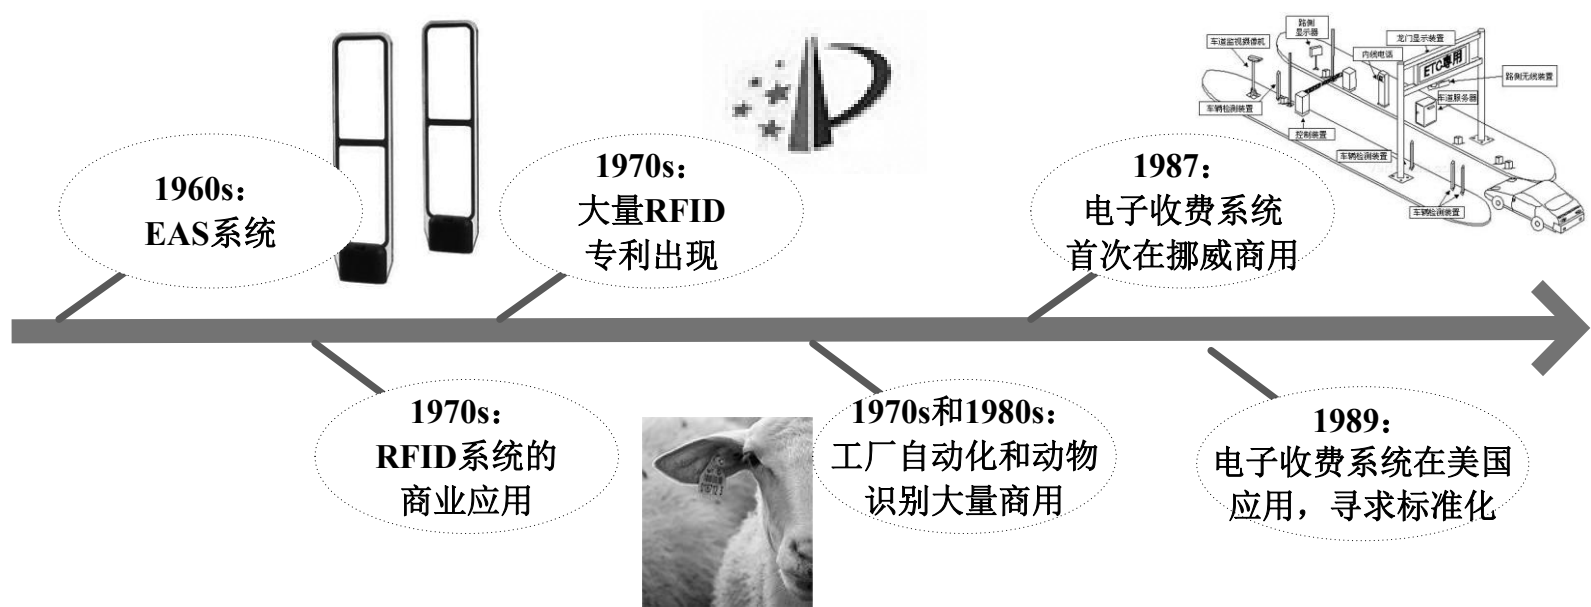 1960s：
EAS系统
1970s：
大量RFID
专利出现
1987：
电子收费系统
首次在挪威商用
路侧
显示器
车道监视摄像机
龙门显示装置
内线电话
ETC专用
路侧无线装置
车道服务器
车辆检测装置
控制装置
车辆检测装置
车辆检测装置
1970s：
RFID系统的
商业应用
1970s和1980s：
工厂自动化和动物
识别大量商用
1989：
电子收费系统在美国
应用，寻求标准化